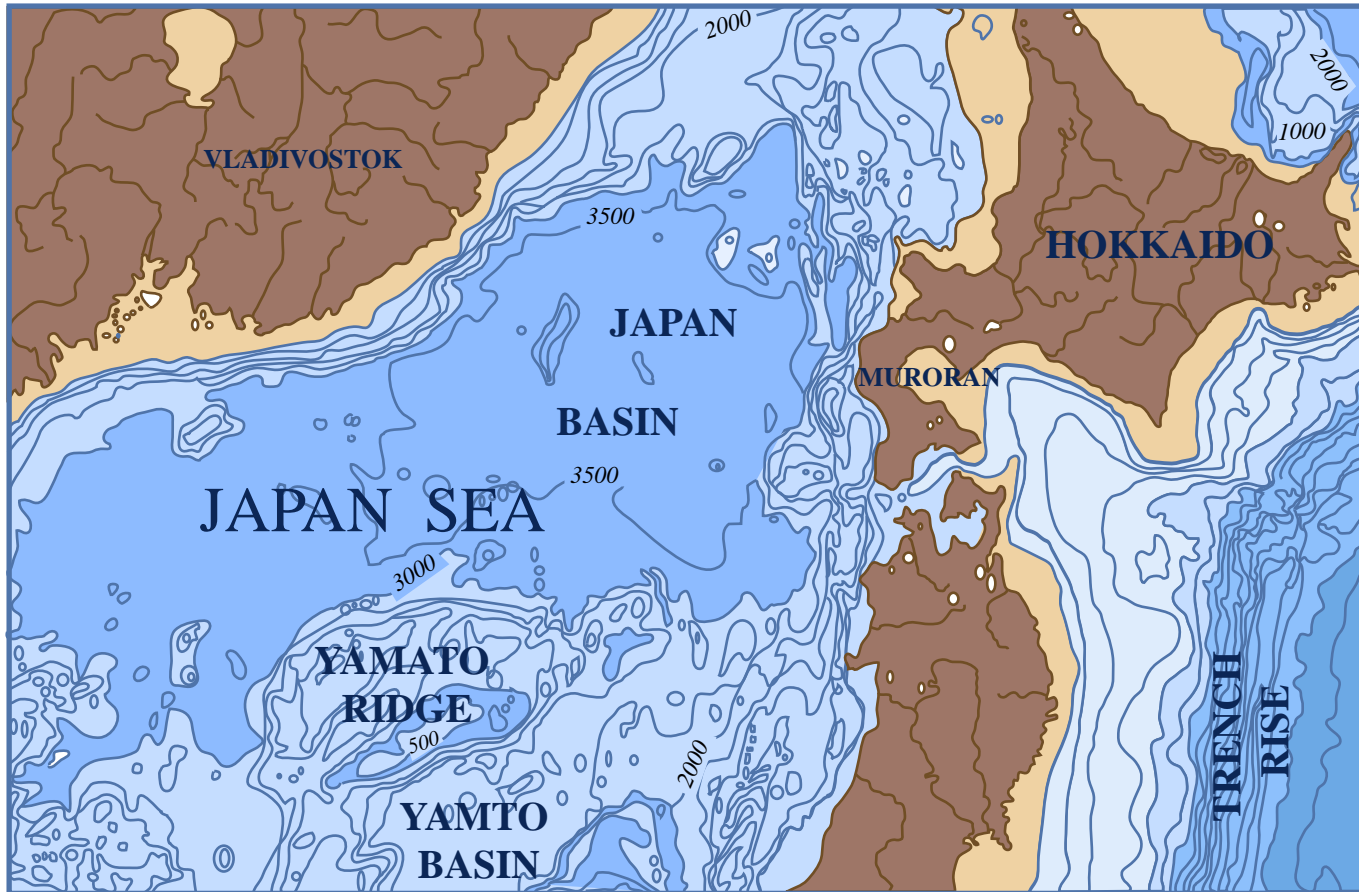 2000
2000
1000
VLADIVOSTOK
3500
HOKKAIDO
JAPAN
MURORAN
BASIN
3500
JAPAN SEA
3000
YAMATO
RIDGE
500
2000
TRENCH
RISE
YAMTO
BASIN